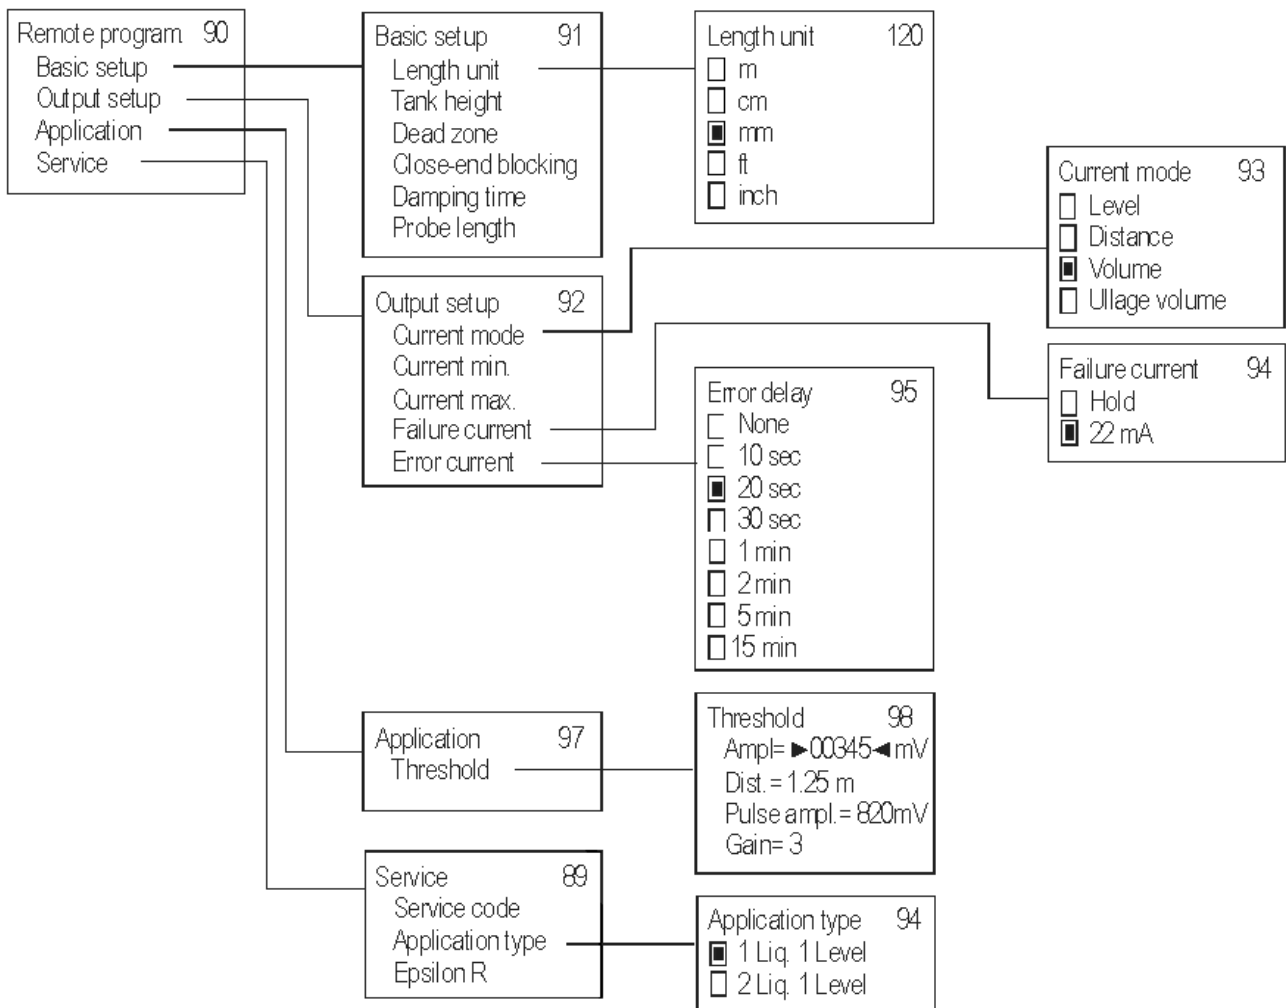 Remote program 90
Basic setup
Output setup
Application
Service
Basic setup 91
Length unit
Tank height
Dead zone
Close-end blocking
Damping time
Probe length
Length unit 120
m
cm
mm
ft
inch
Current mode 93
Level
Distance
Volume
Ullage volume
Output setup 92
Current mode
Current min.
Current max.
Failure current
Error current
Failure current 94
Hold
22 mA
Error delay 95
None
10 sec
20 sec
30 sec
1 min
2 min
5 min
15 min
Application 97
Threshold
Threshold 98
Ampl= ►00345◄ mV
Dist. = 1.25 m
Pulse ampl. = 820mV
Gain= 3
Service 89
Service code
Application type
Epsilon R
Application type 94
1 Liq. 1 Level
2 Liq. 1 Level